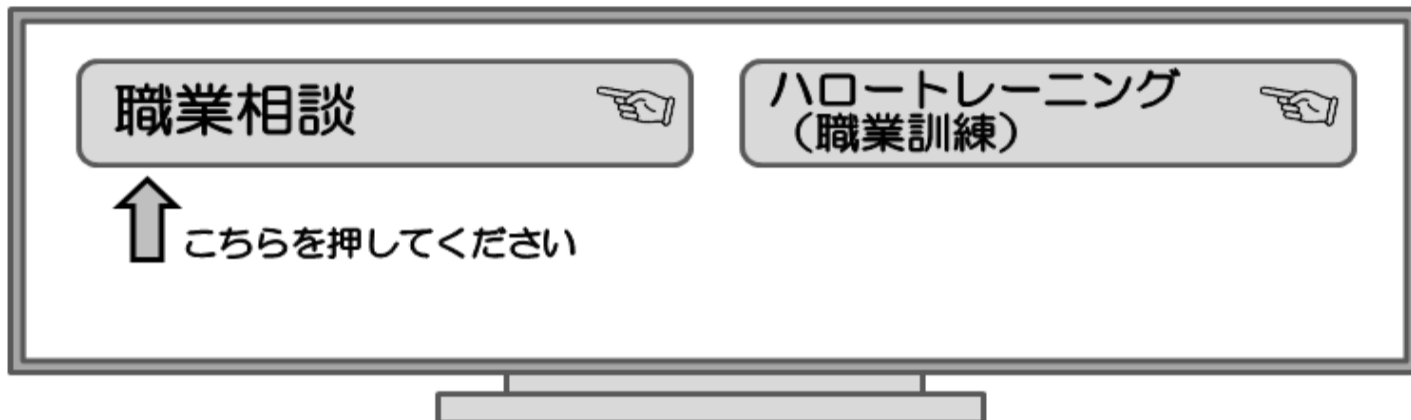 職業相談
ハロートレーニング
（職業訓練）
こちらを押してください